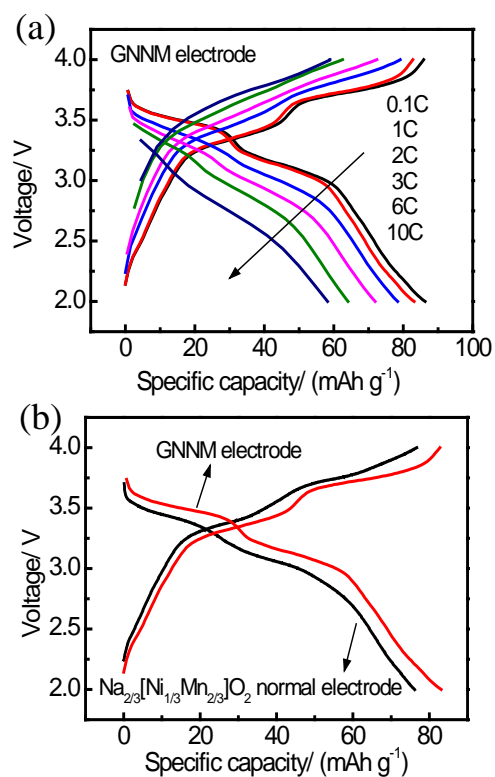 (a)
GNNM electrode
0.1C
1C
2C
3C
6C
10C
Voltage/ V
4.0
3.5
3.0
2.5
2.0
0 20 40 60 80 100
Specific capacity/ (mAh g⁻¹)
(b)
GNNM electrode
Voltage/ V
4.0
3.5
3.0
2.5
2.0
Na₂/₃[Ni₁/₃Mn₂/₃]O₂ normal electrode
0 20 40 60 80
Specific capacity/ (mAh g⁻¹)